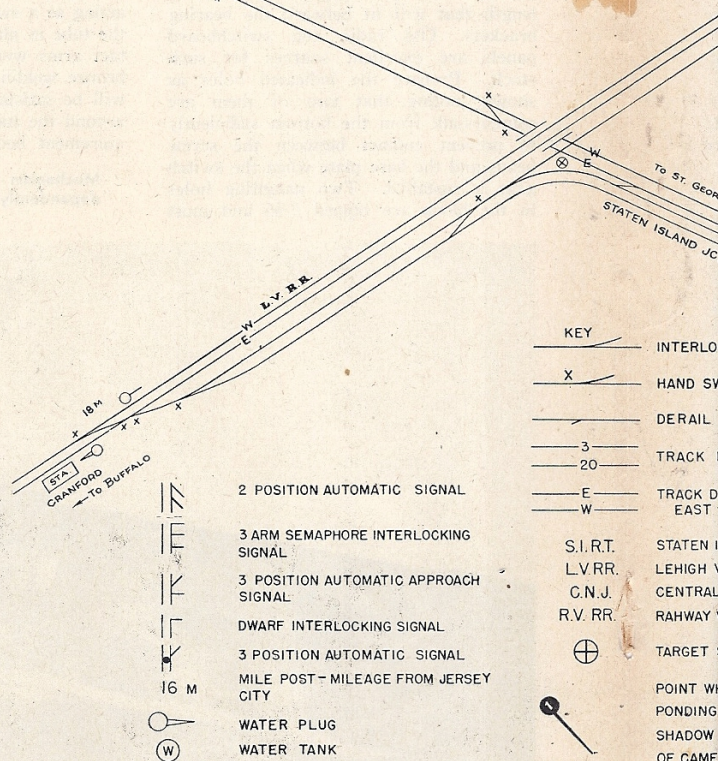 W
E
TO ST. GEOR
STATEN ISLAND JC
L.V. R.R.
W
E
18 M
STA.
CRANFORD
TO BUFFALO
2 POSITION AUTOMATIC SIGNAL
3 ARM SEMAPHORE INTERLOCKING
SIGNAL
3 POSITION AUTOMATIC APPROACH
SIGNAL
DWARF INTERLOCKING SIGNAL
3 POSITION AUTOMATIC SIGNAL
16 M
MILE POST - MILEAGE FROM JERSEY
CITY
WATER PLUG
W WATER TANK
KEY
INTERLO
X HAND SW
DERAIL
3
20
TRACK
E
W
TRACK D
EAST
S.I.R.T. STATEN I
L.V. RR. LEHIGH V
C.N.J. CENTRAL
R.V. RR. RAHWAY V
TARGET S
1
POINT WH
PONDING
SHADOW
OF CAME